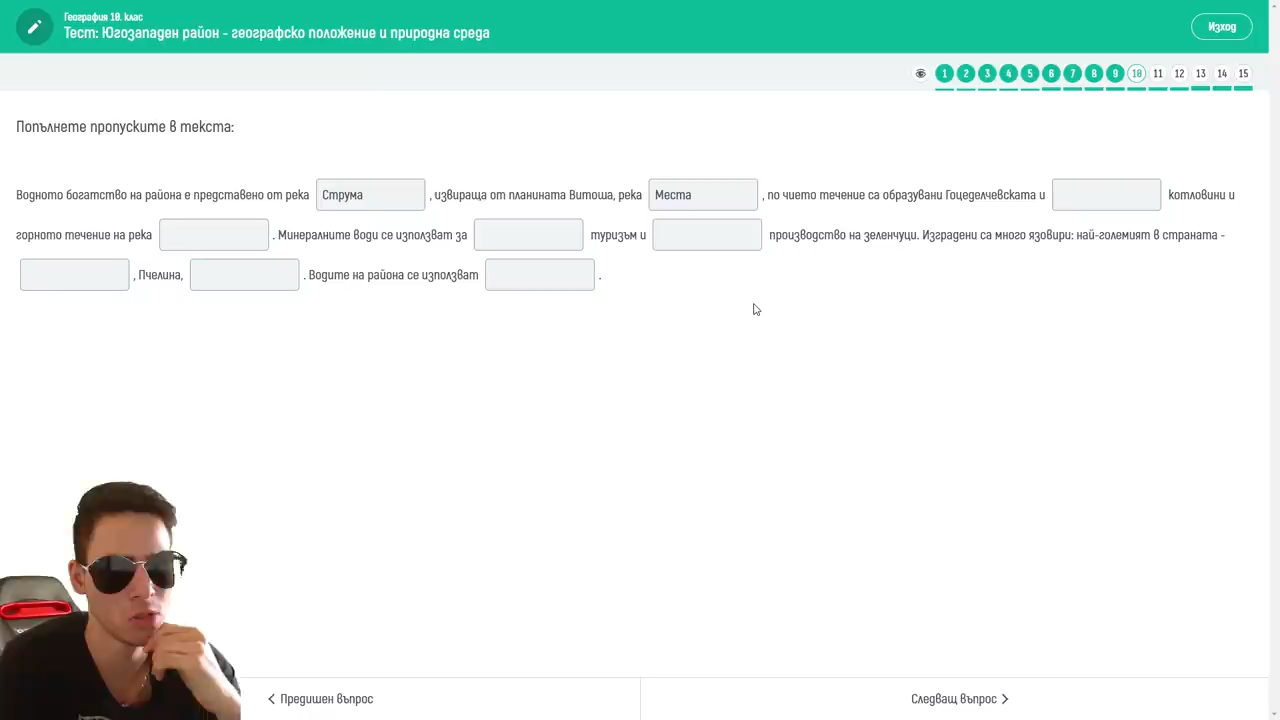 География 10. клас
Тест: Югозападен район - географско положение и природна среда
Изход
1 2 3 4 5 6 7 8 9 10 11 12 13 14 15
Попълнете пропуските в текста:
Водното богатство на района е представено от река Струма , извираща от планината Витоша, река Места , по чието течение са образувани Гоцеделчевската и котловини и
горното течение на река . Минералните води се използват за туризъм и производство на зеленчуци. Изградени са много язовири: най-големият в страната -
, Пчелина, . Водите на района се използват .
Предишен въпрос
Следващ въпрос